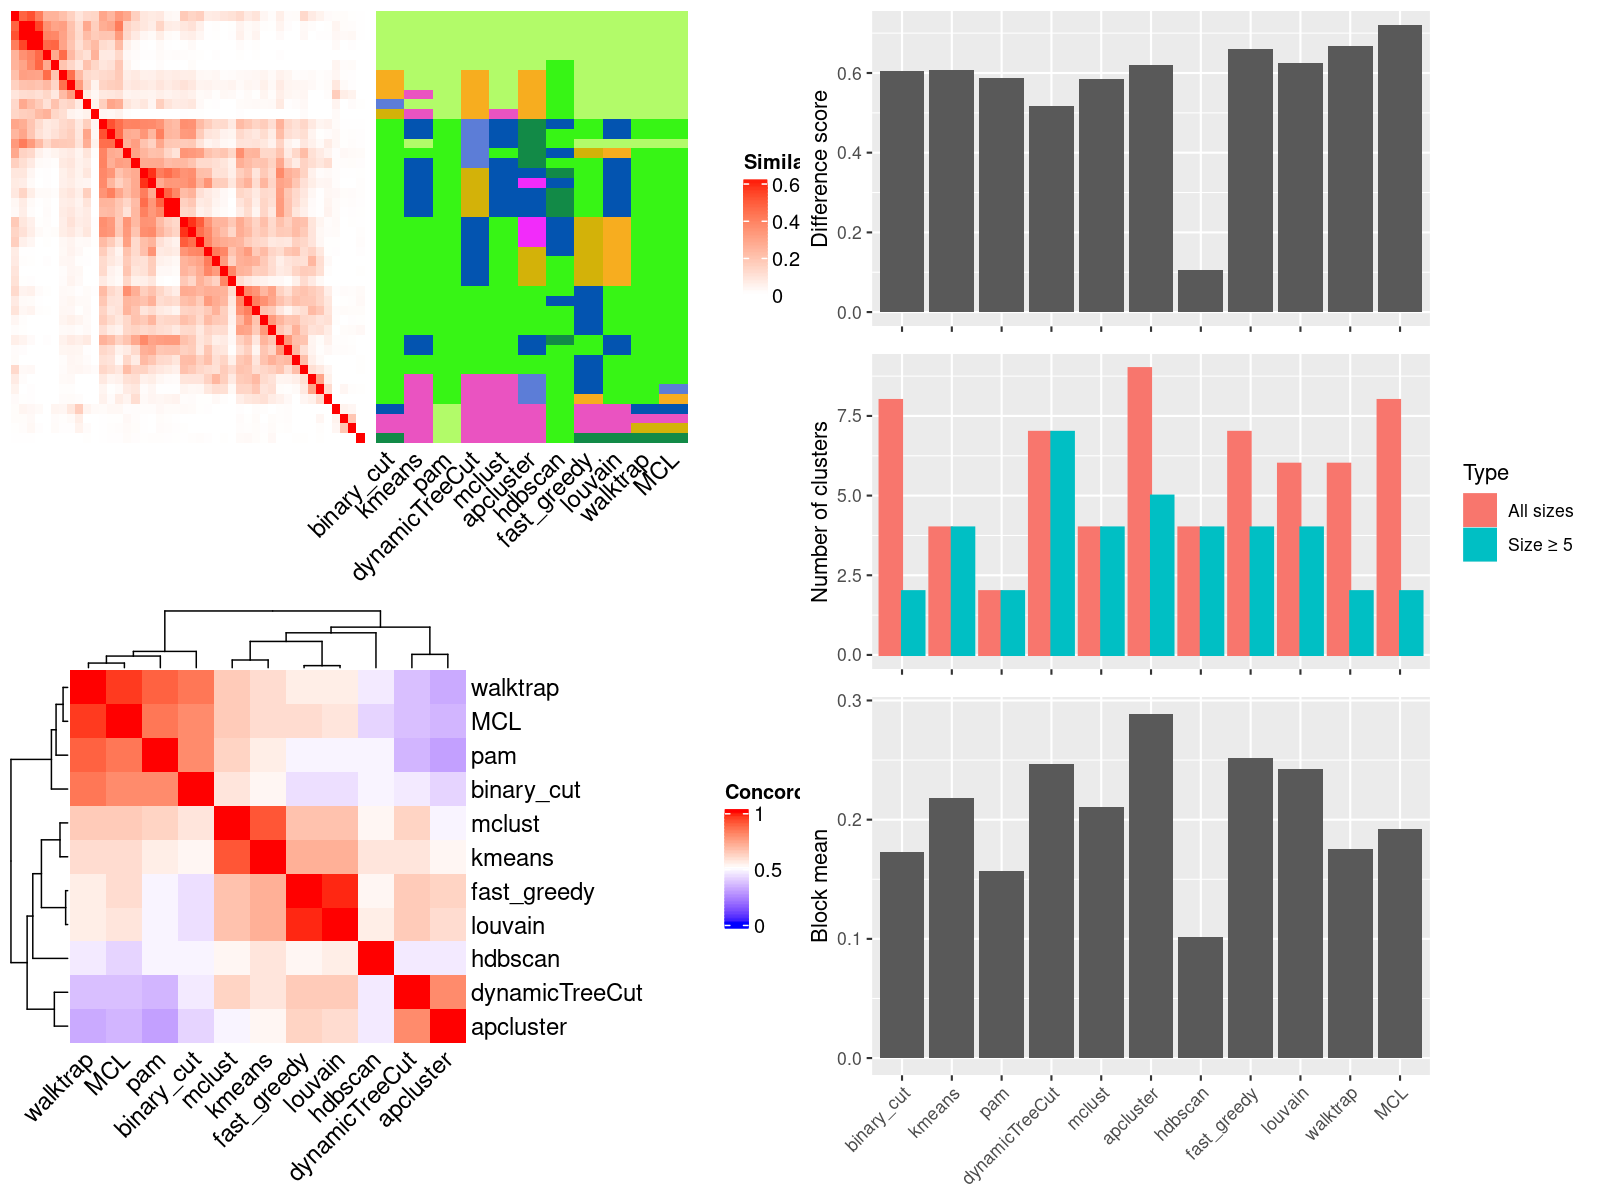 Simila
0.6
0.4
0.2
0
binary_cut
kmeans
pam
dynamicTreeCut
mclust
apcluster
hdbscan
fast_greedy
louvain
walktrap
MCL
walktrap
MCL
pam
binary_cut
mclust
kmeans
fast_greedy
louvain
hdbscan
dynamicTreeCut
apcluster
walktrap
MCL
pam
binary_cut
mclust
kmeans
fast_greedy
louvain
hdbscan
dynamicTreeCut
apcluster
Concord
1
0.5
0
Difference score
0.6
0.4
0.2
0.0
Number of clusters
7.5
5.0
2.5
0.0
Type
All sizes
Size ≥ 5
Block mean
0.3
0.2
0.1
0.0
binary_cut
kmeans
pam
dynamicTreeCut
mclust
apcluster
hdbscan
fast_greedy
louvain
walktrap
MCL